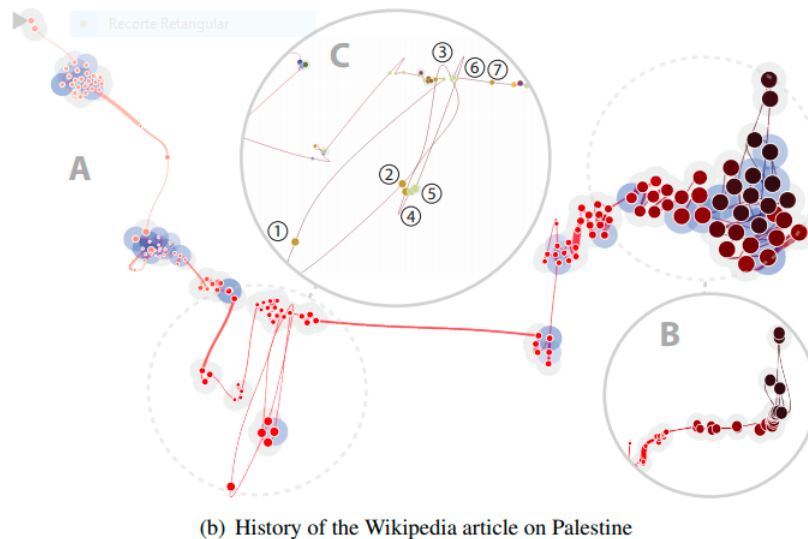 Recorte Retangular
C
3
6
7
A
2
5
4
1
B
(b) History of the Wikipedia article on Palestine